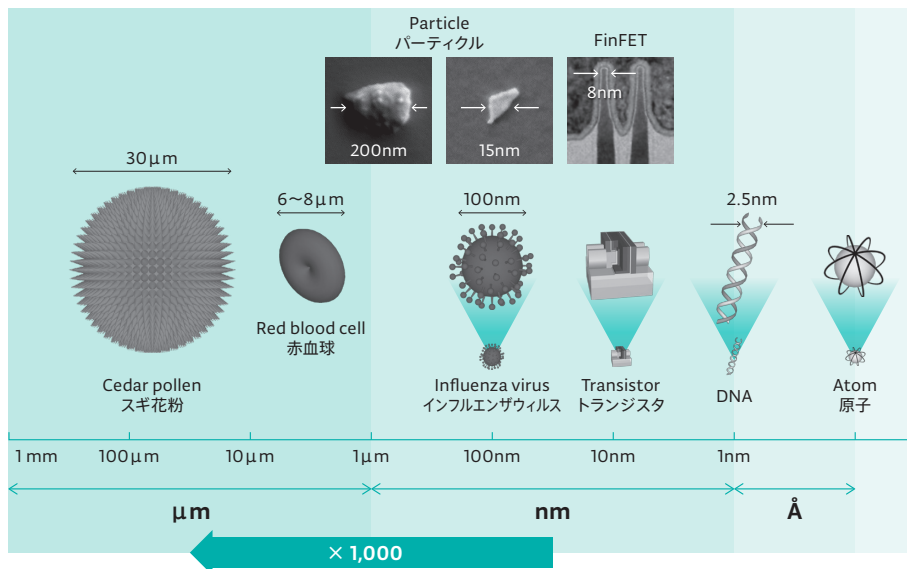 Particle
パーティクル
FinFET
8nm
200nm
15nm
30μm
6〜8μm
100nm
2.5nm
Red blood cell
赤血球
Cedar pollen
スギ花粉
Influenza virus
インフルエンザウィルス
Transistor
トランジスタ
DNA
Atom
原子
1mm
100μm
10μm
1μm
100nm
10nm
1nm
μm
nm
Å
× 1,000